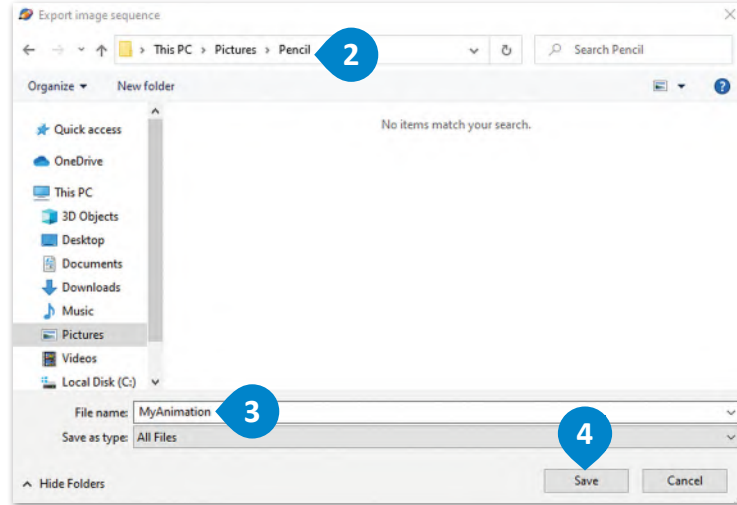 Export image sequence
This PC > Pictures > Pencil
2
Search Pencil
Organize
New folder
?
No items match your search.
Quick access
OneDrive
This PC
3D Objects
Desktop
Documents
Downloads
Music
Pictures
Videos
Local Disk (C:)
File name: MyAnimation
3
Save as type: All Files
4
Hide Folders
Save
Cancel